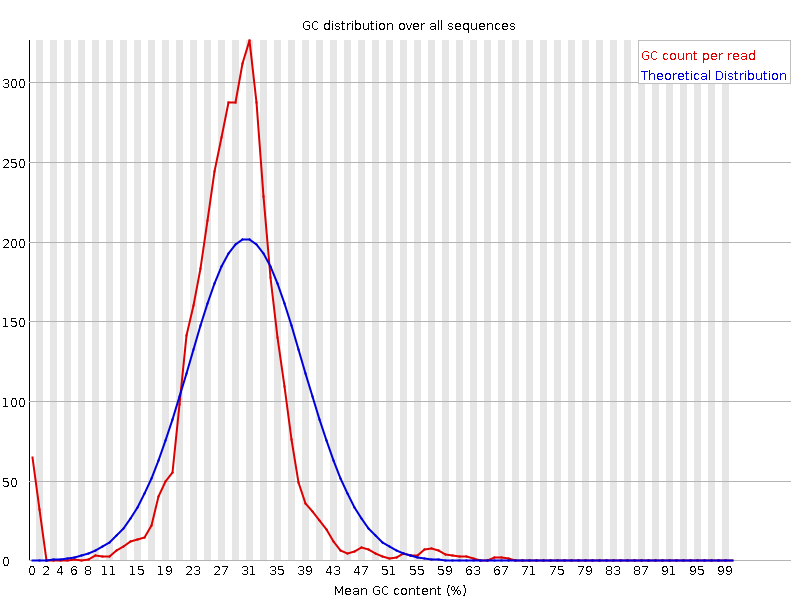 GC distribution over all sequences
GC count per read
Theoretical Distribution
300
250
200
150
100
50
0
0 2 4 6 8 11 15 19 23 27 31 35 39 43 47 51 55 59 63 67 71 75 79 83 87 91 95 99
Mean GC content (%)